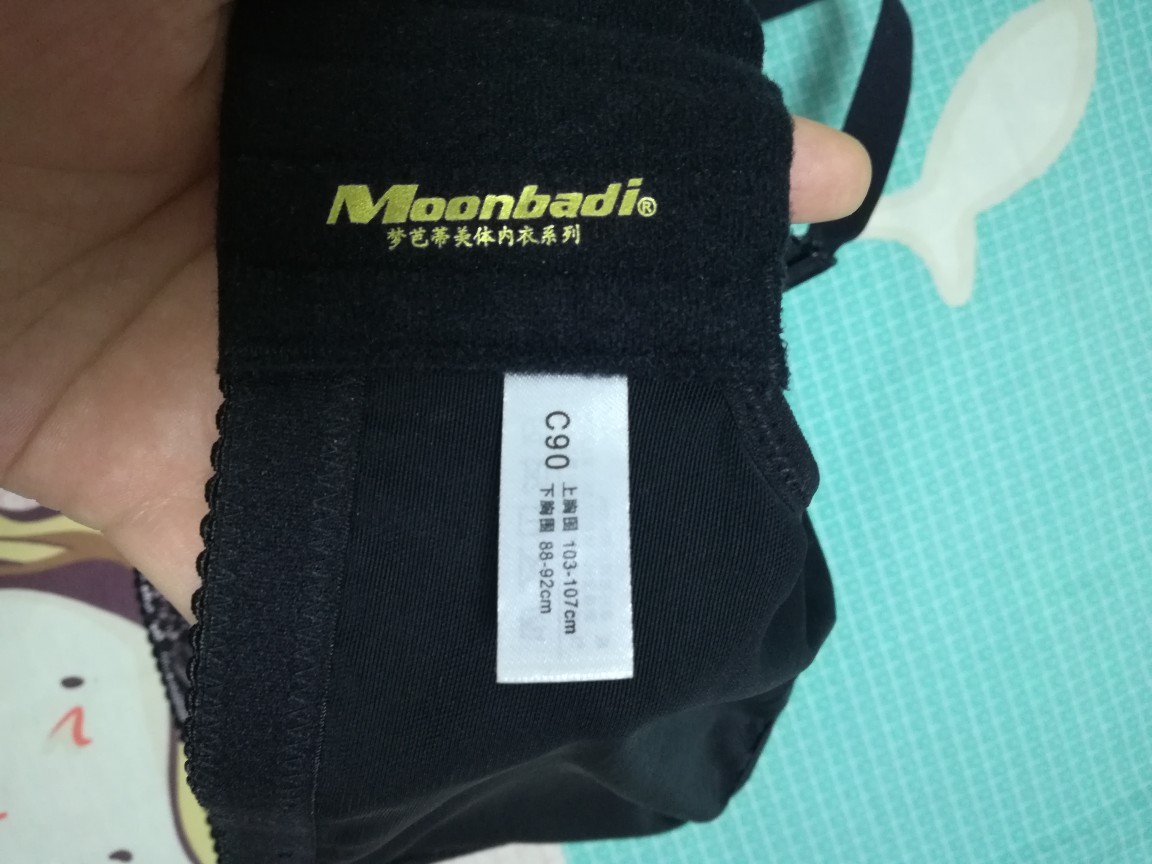 Moonbadi®
梦芭蒂美体内衣系列
C90
上胸围 103-107cm
下胸围 88-92cm